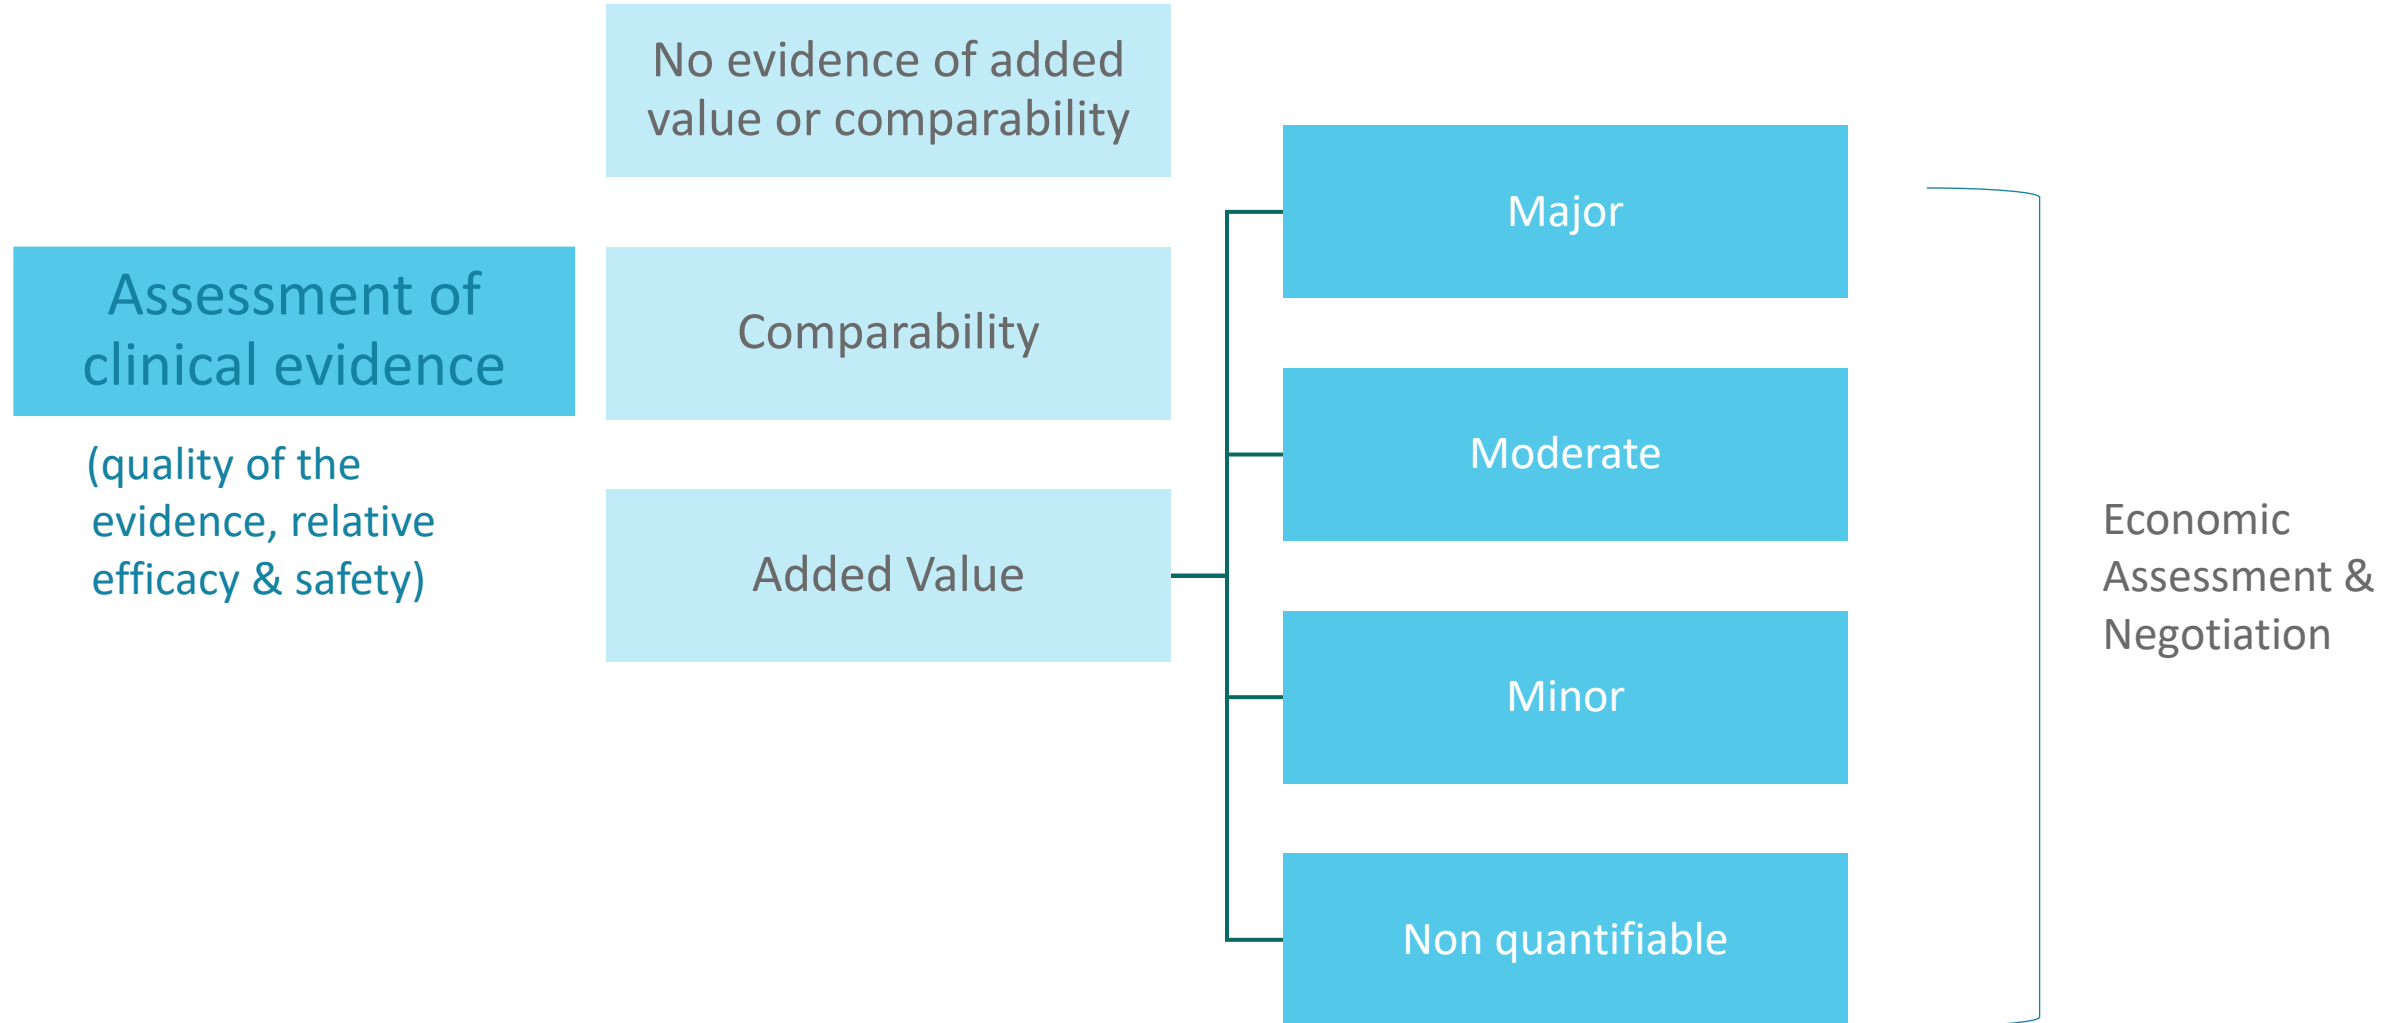 Assessment of
clinical evidence
(quality of the
evidence, relative
efficacy & safety)
No evidence of added
value or comparability
Comparability
Added Value
Major
Moderate
Minor
Non quantifiable
Economic
Assessment &
Negotiation